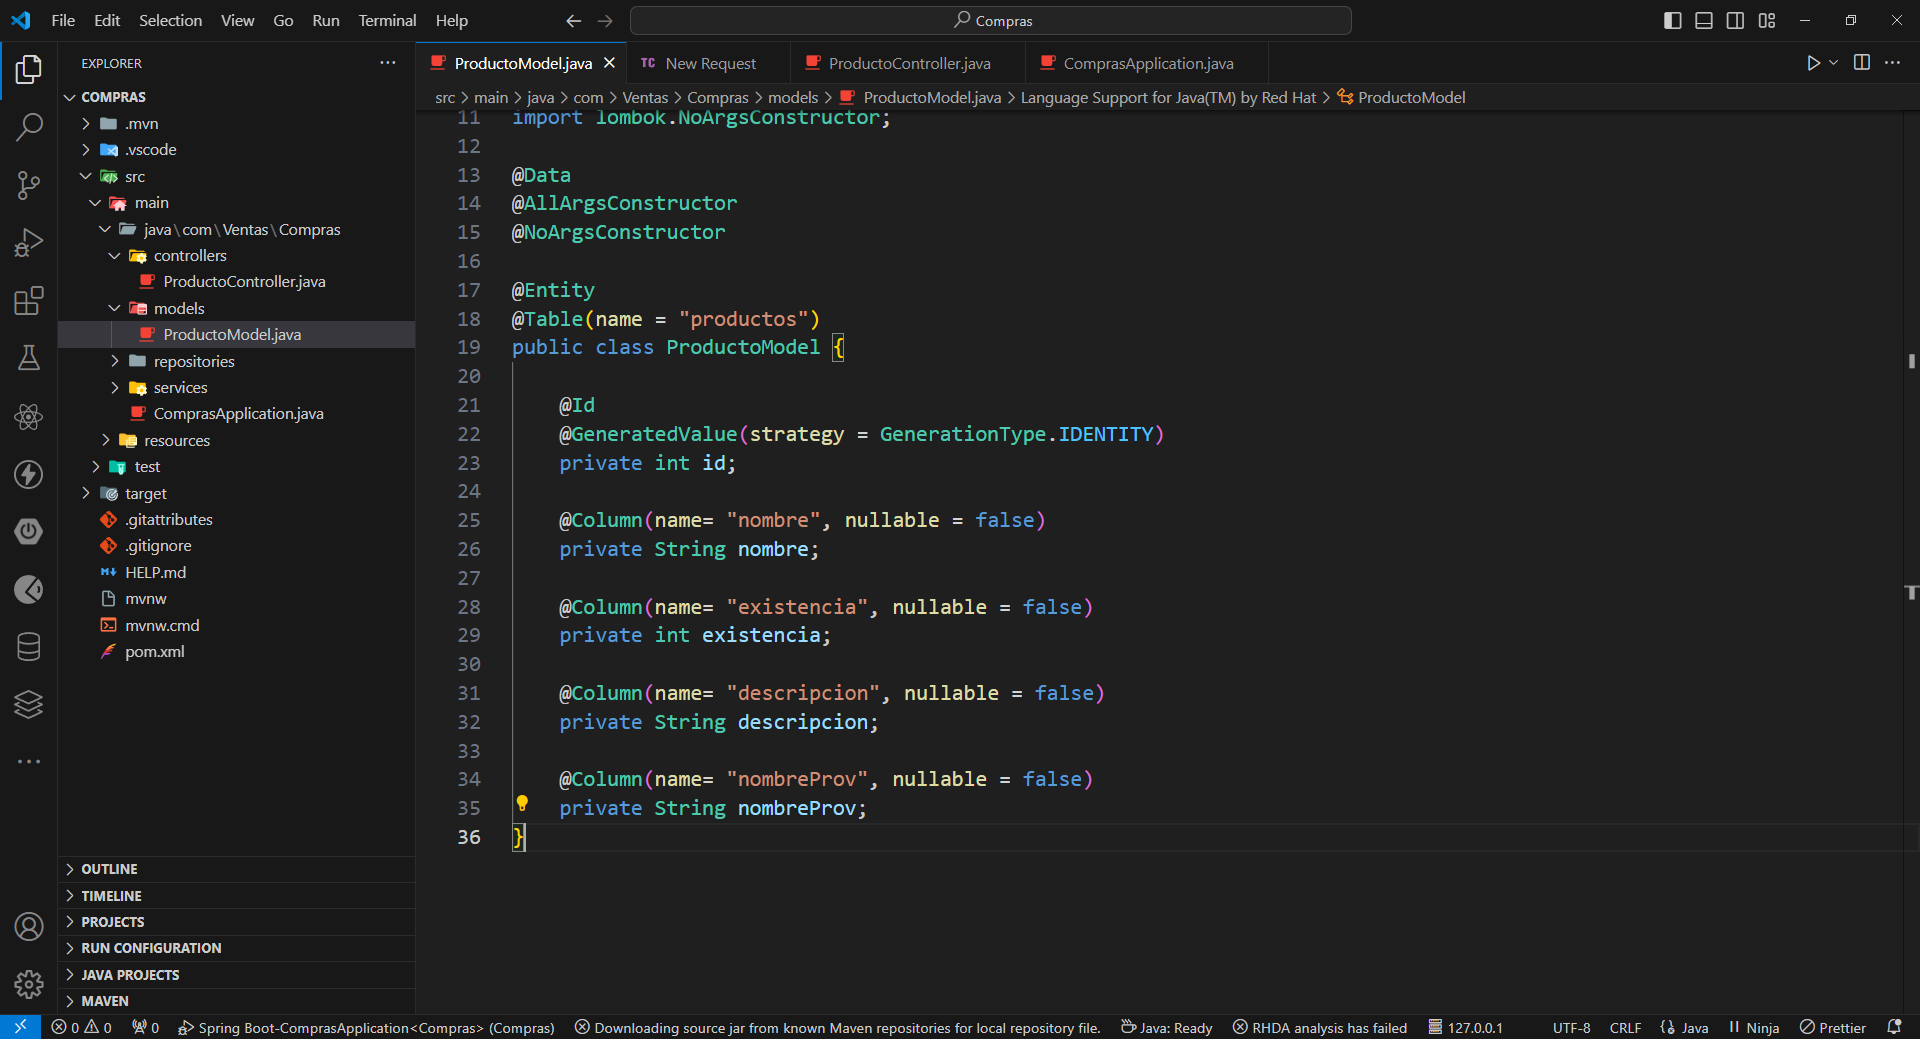 File Edit Selection View Go Run Terminal Help
Compras
EXPLORER
COMPRAS
.mvn
.vscode
src
main
java\com\Ventas\Compras
controllers
ProductoController.java
models
ProductoModel.java
repositories
services
ComprasApplication.java
resources
test
target
.gitattributes
.gitignore
HELP.md
mvnw
mvnw.cmd
pom.xml
OUTLINE
TIMELINE
PROJECTS
RUN CONFIGURATION
JAVA PROJECTS
MAVEN
ProductoModel.java
TC New Request
ProductoController.java
ComprasApplication.java
src > main > java > com > Ventas > Compras > models > ProductoModel.java > Language Support for Java(TM) by Red Hat > ProductoModel
11 import lombok.NoArgsConstructor;
12
13 @Data
14 @AllArgsConstructor
15 @NoArgsConstructor
16
17 @Entity
18 @Table(name = "productos")
19 public class ProductoModel {
20
21     @Id
22     @GeneratedValue(strategy = GenerationType.IDENTITY)
23     private int id;
24
25     @Column(name= "nombre", nullable = false)
26     private String nombre;
27
28     @Column(name= "existencia", nullable = false)
29     private int existencia;
30
31     @Column(name= "descripcion", nullable = false)
32     private String descripcion;
33
34     @Column(name= "nombreProv", nullable = false)
35     private String nombreProv;
36 }
0 0 0 Spring Boot-ComprasApplication<Compras> (Compras) Downloading source jar from known Maven repositories for local repository file. Java: Ready RHDA analysis has failed 127.0.0.1 UTF-8 CRLF {} Java Ninja Prettier